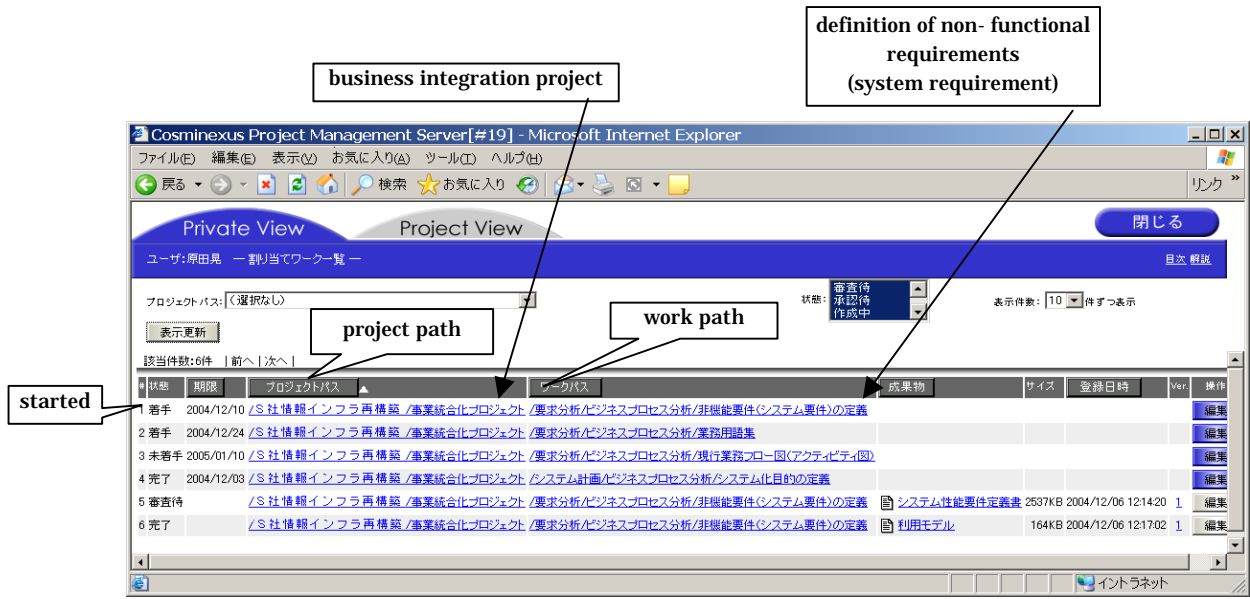 definition of non- functional
requirements
(system requirement)
business integration project
Cosminexus Project Management Server[#19] - Microsoft Internet Explorer
ファイル(E) 編集(E) 表示(V) お気に入り(A) ツール(T) ヘルプ(H)
戻る 検索 お気に入り リンク »
Private View Project View 閉じる
ユーザ:原田晃 ー 割り当てワーク一覧 ー 目次 解説
プロジェクトパス: (選択なし) 状態: 審査待 承認待 作成中 表示件数: 10 件ずつ表示
表示更新
project path
work path
該当件数:6件 | 前へ | 次へ |
started
# 状態 期限 プロジェクトパス ▲ ワークパス 成果物 サイズ 登録日時 Ver. 操作
1 着手 2004/12/10 /S社情報インフラ再構築 /事業統合化プロジェクト /要求分析/ビジネスプロセス分析/非機能要件(システム要件)の定義 編集
2 着手 2004/12/24 /S社情報インフラ再構築 /事業統合化プロジェクト /要求分析/ビジネスプロセス分析/業務用語集 編集
3 未着手 2005/01/10 /S社情報インフラ再構築 /事業統合化プロジェクト /要求分析/ビジネスプロセス分析/現行業務フロー図(アクティビティ図) 編集
4 完了 2004/12/03 /S社情報インフラ再構築 /事業統合化プロジェクト /システム計画/ビジネスプロセス分析/システム化目的の定義 編集
5 審査待 /S社情報インフラ再構築 /事業統合化プロジェクト /要求分析/ビジネスプロセス分析/非機能要件(システム要件)の定義 システム性能要件定義書 2537KB 2004/12/06 12:14:20 1 編集
6 完了 /S社情報インフラ再構築 /事業統合化プロジェクト /要求分析/ビジネスプロセス分析/非機能要件(システム要件)の定義 利用モデル 164KB 2004/12/06 12:17:02 1 編集
イントラネット